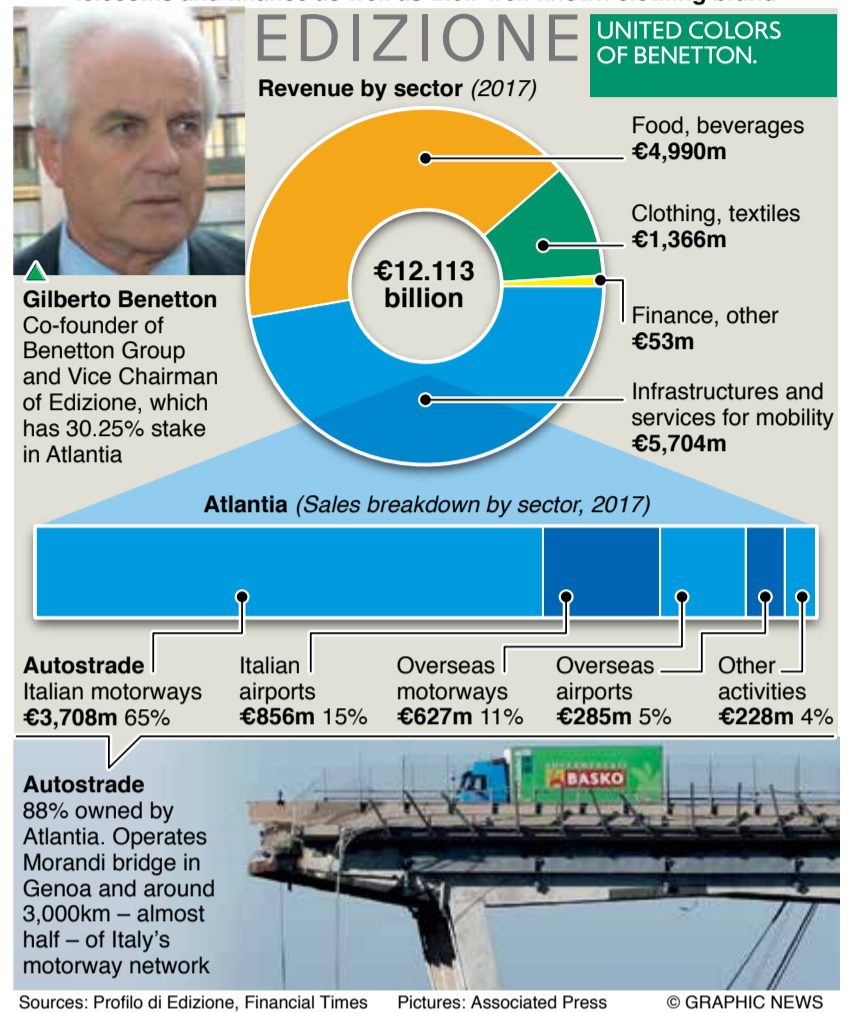 EDIZIONE
UNITED COLORS
OF BENETTON.
Revenue by sector (2017)
Food, beverages
€4,990m
Clothing, textiles
€1,366m
€12.113
billion
Finance, other
€53m
Infrastructures and
services for mobility
€5,704m
Gilberto Benetton
Co-founder of
Benetton Group
and Vice Chairman
of Edizione, which
has 30.25% stake
in Atlantia
Atlantia (Sales breakdown by sector, 2017)
Autostrade
Italian motorways
€3,708m 65%
Italian
airports
€856m 15%
Overseas
motorways
€627m 11%
Overseas
airports
€285m 5%
Other
activities
€228m 4%
Autostrade
88% owned by
Atlantia. Operates
Morandi bridge in
Genoa and around
3,000km – almost
half – of Italy's
motorway network
BASKO
Sources: Profilo di Edizione, Financial Times Pictures: Associated Press © GRAPHIC NEWS